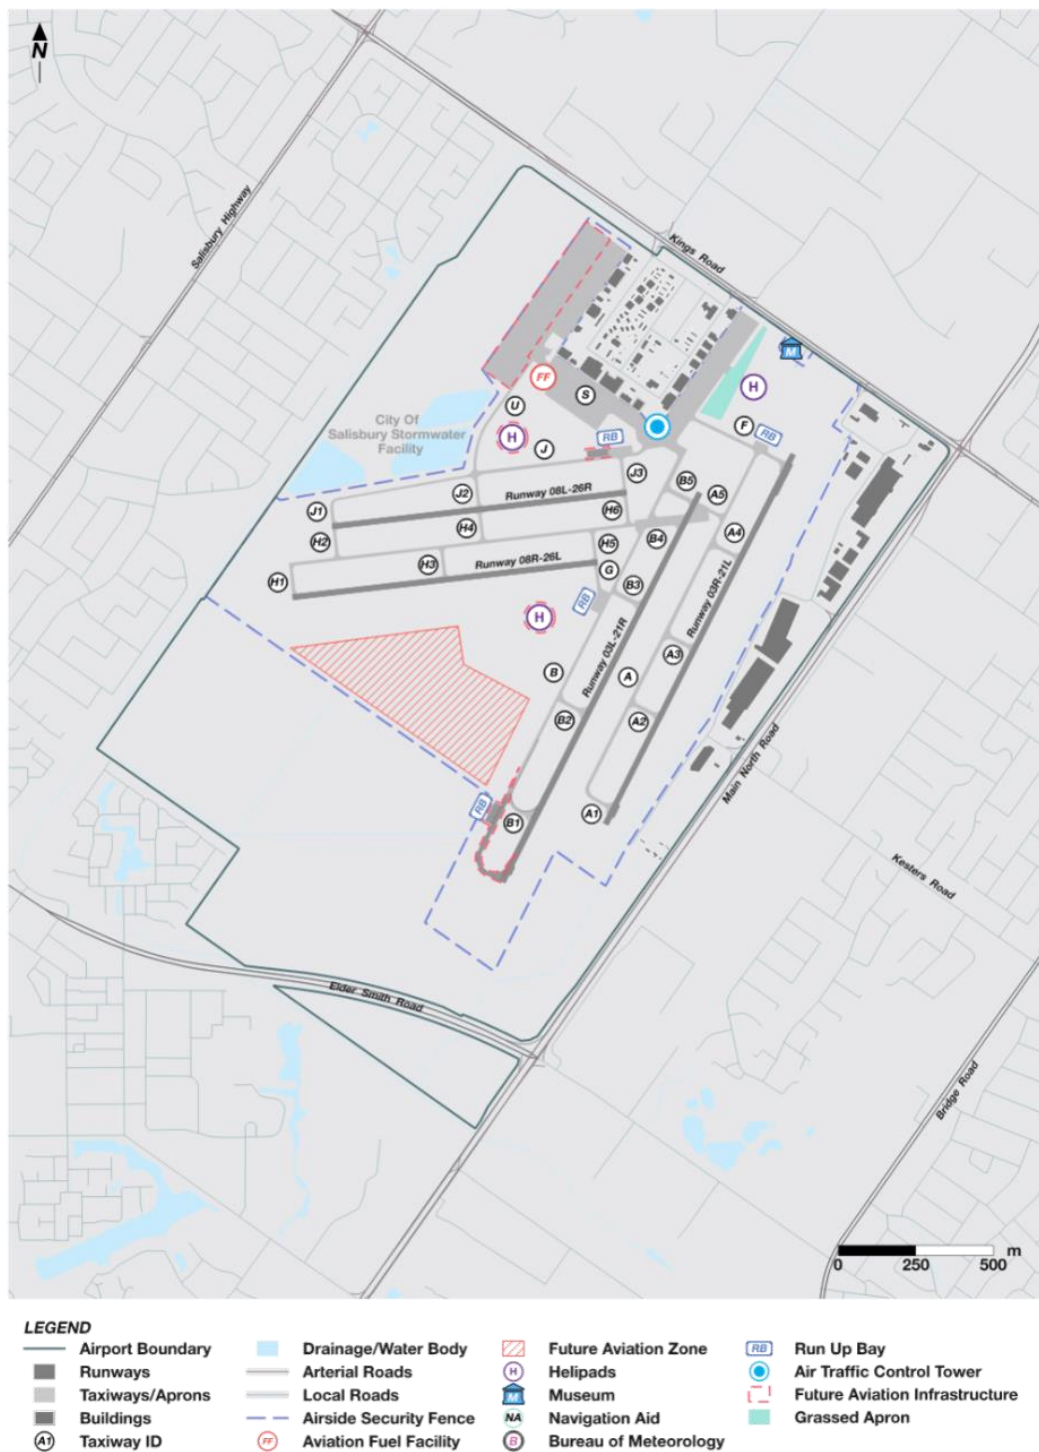 N
Salisbury Highway
Kings Road
M
FF
H
S
U
H
J
RB
F
RB
City Of
Salisbury Stormwater
Facility
J1
J2
J3
B5
A5
Runway 08L-26R
H2
H4
H6
A4
B4
H5
H1
H3
Runway 08R-26L
G
B3
RB
H
Runway 03L-21R
Runway 03R-21L
A3
B
A
B2
A2
RB
B1
A1
Main North Road
Kesters Road
Elder Smith Road
Bridge Road
0 250 500 m
LEGEND
Airport Boundary
Runways
Taxiways/Aprons
Buildings
A1 Taxiway ID
Drainage/Water Body
Arterial Roads
Local Roads
Airside Security Fence
FF Aviation Fuel Facility
Future Aviation Zone
H Helipads
M Museum
NA Navigation Aid
B Bureau of Meteorology
RB Run Up Bay
Air Traffic Control Tower
Future Aviation Infrastructure
Grassed Apron